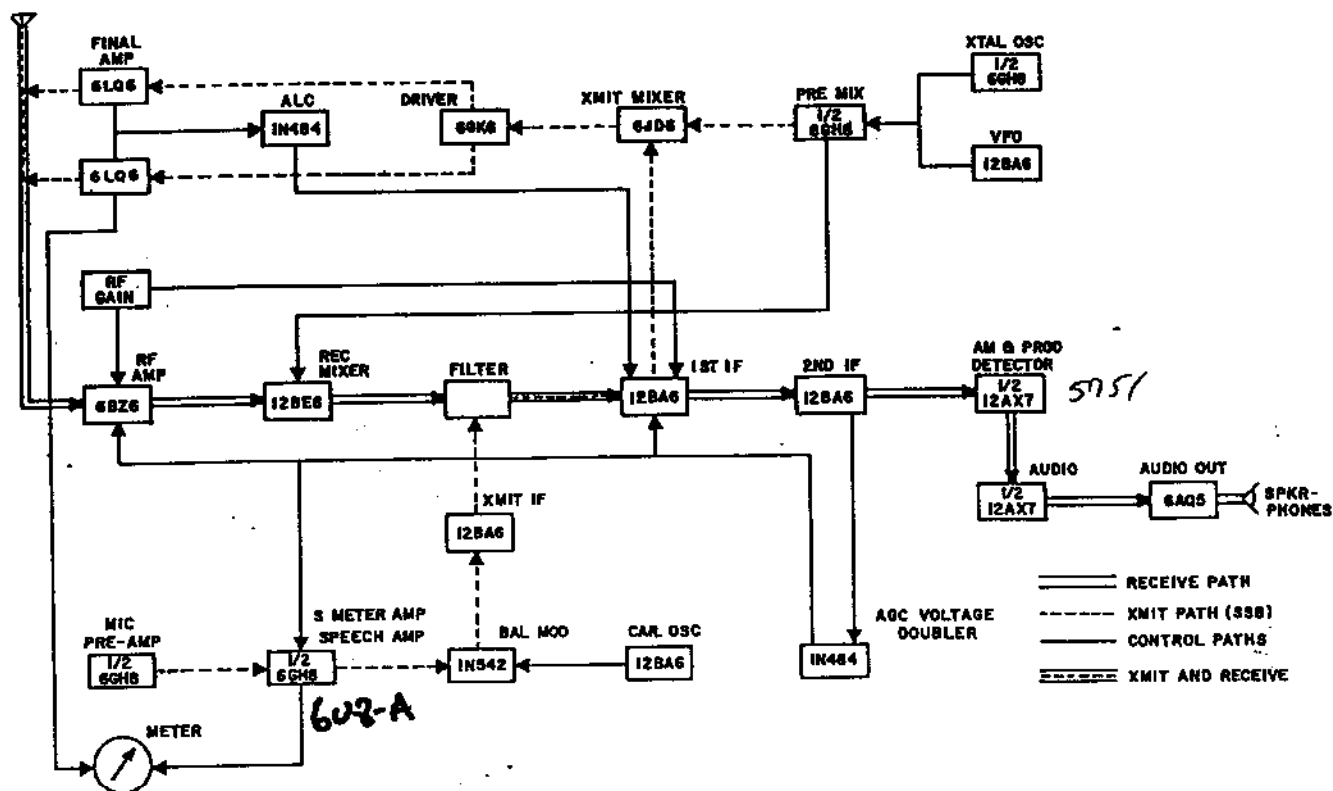 FINAL
AMP
6LQ6
ALC
1N484
DRIVER
6GK6
XMIT MIXER
6JD6
PRE MIX
1/2
6GH8
XTAL OSC
1/2
6GH8
VFO
12BA6
6LQ6
RF
GAIN
RF
AMP
6BZ6
REC
MIXER
12BE6
FILTER
1ST IF
12BA6
2ND IF
12BA6
AM & PROD
DETECTOR
1/2
12AX7
5751
AUDIO
1/2
12AX7
AUDIO OUT
6AQ5
SPKR-
PHONES
XMIT IF
12BA6
MIC
PRE-AMP
1/2
6GH8
S METER AMP
SPEECH AMP
1/2
6GH8
BAL MOD
1N542
CAR. OSC
12BA6
AGC VOLTAGE
DOUBLER
1N484
METER
RECEIVE PATH
XMIT PATH (SSB)
CONTROL PATHS
XMIT AND RECEIVE